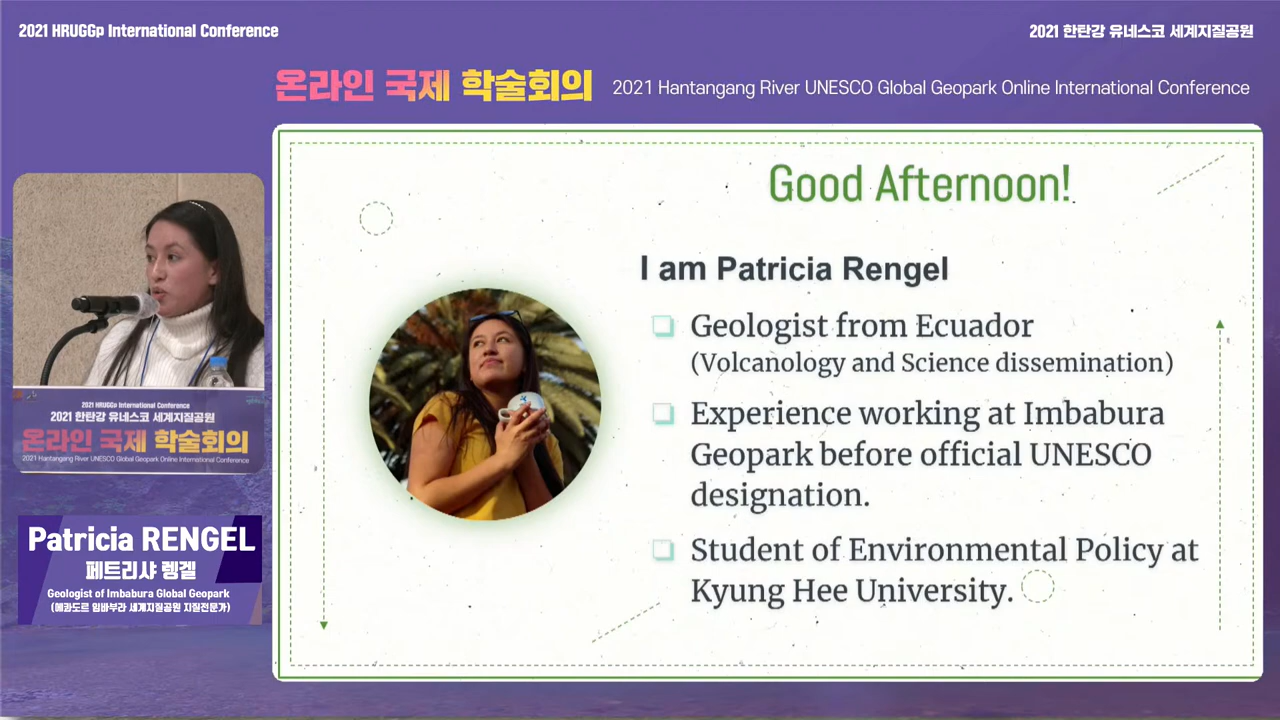 2021 HRUGGp International Conference
2021 한탄강 유네스코 세계지질공원
온라인 국제 학술회의
2021 Hantangang River UNESCO Global Geopark Online International Conference
Good Afternoon!
I am Patricia Rengel
Geologist from Ecuador
(Volcanology and Science dissemination)
Experience working at Imbabura
Geopark before official UNESCO
designation.
Student of Environmental Policy at
Kyung Hee University.
2021 HRUGGp International Conference
2021 한탄강 유네스코 세계지질공원
온라인 국제 학술회의
2021 Hantangang River UNESCO Global Geopark Online International Conference
Patricia RENGEL
페트리샤 렝겔
Geologist of Imbabura Global Geopark
(에콰도르 임바부라 세계지질공원 지질전문가)